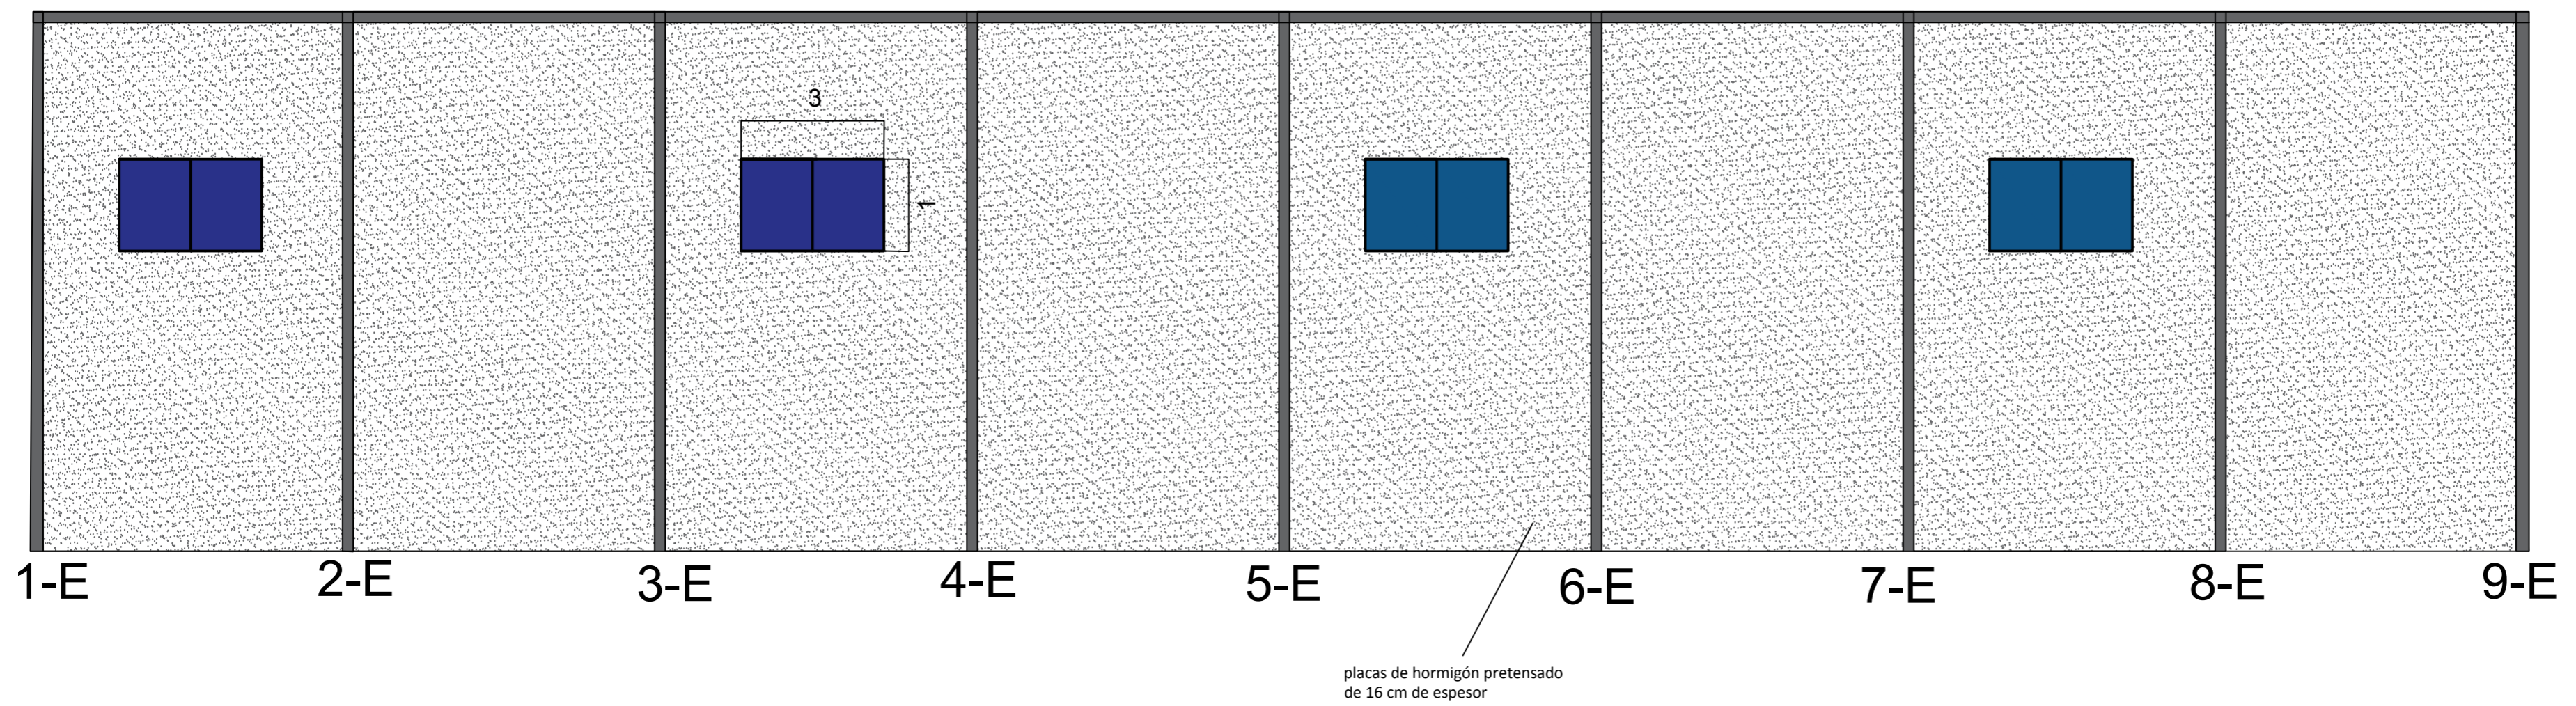 3
1
1-E
2-E
3-E
4-E
5-E
6-E
7-E
8-E
9-E
placas de hormigón pretensado
de 16 cm de espesor